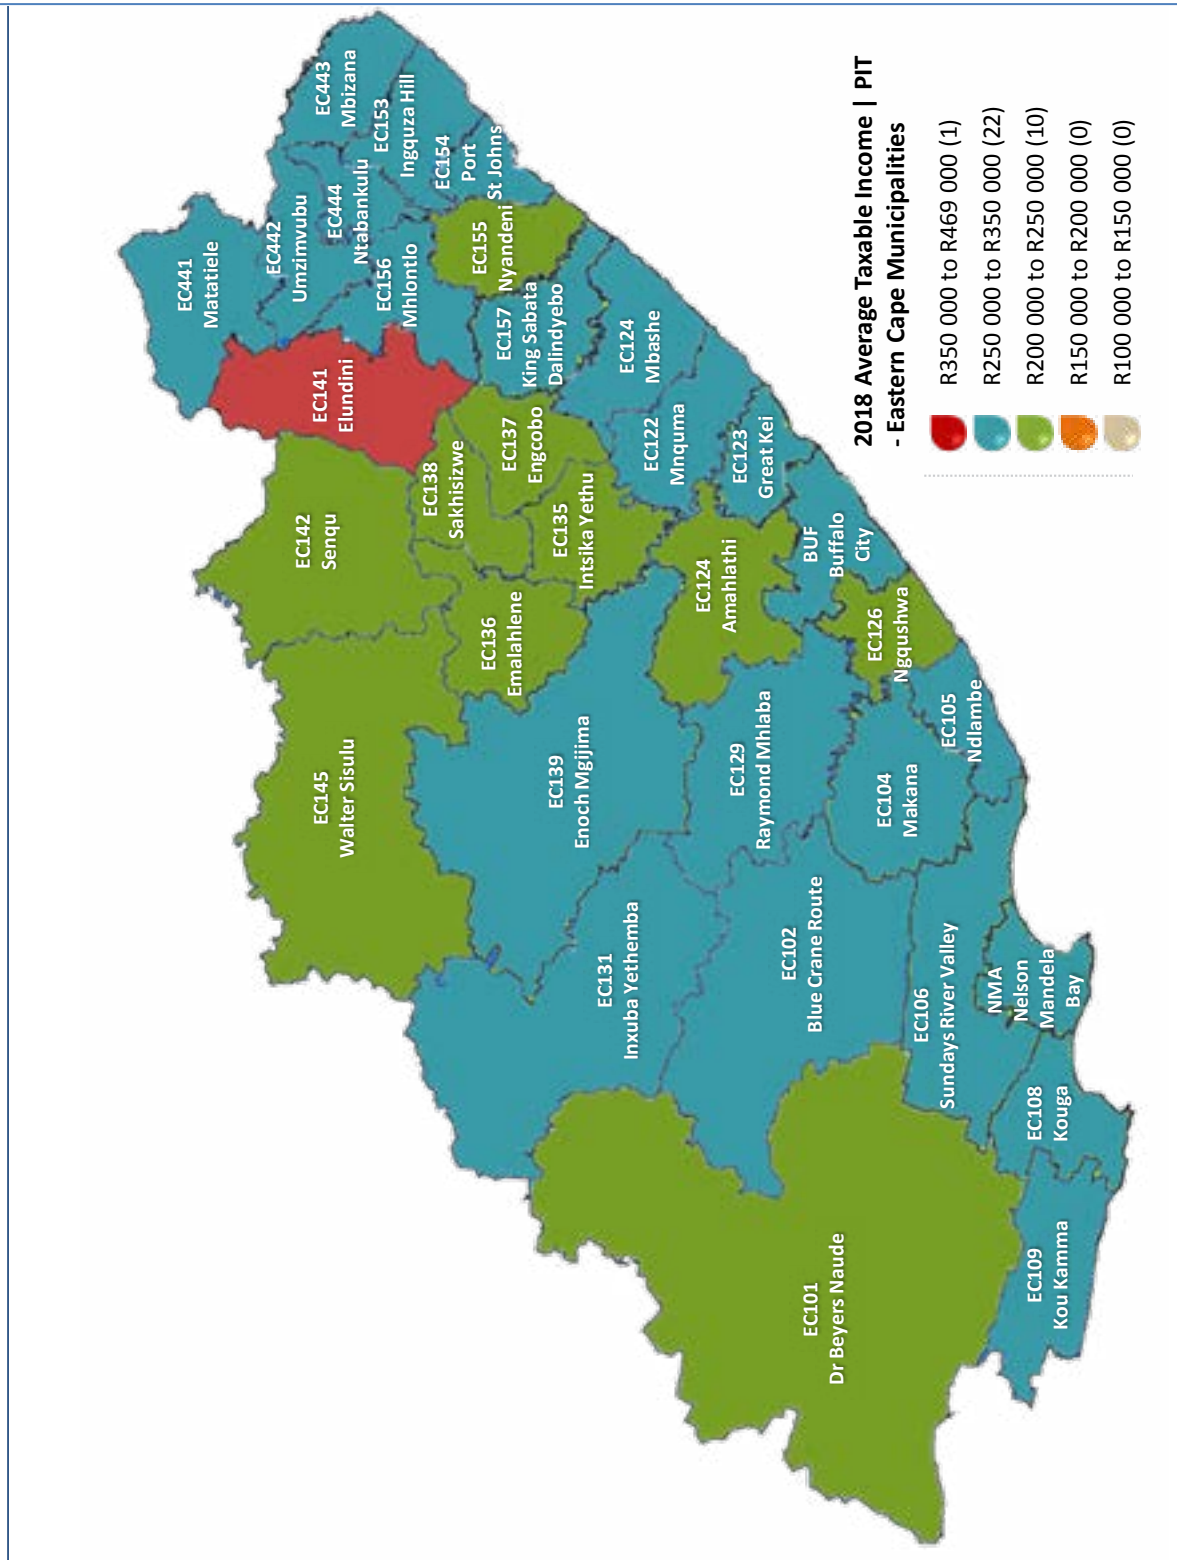 2018 Average Taxable Income | PIT
- Eastern Cape Municipalities
R350 000 to R469 000 (1)
R250 000 to R350 000 (22)
R200 000 to R250 000 (10)
R150 000 to R200 000 (0)
R100 000 to R150 000 (0)
EC441
Matatiele
EC443
Mbizana
EC442
Umzimvubu
EC444
Ntabankulu
EC153
Ingquza Hill
EC154
Port
St Johns
EC156
Mhlontlo
EC155
Nyandeni
EC141
Elundini
EC157
King Sabata
Dalindyebo
EC124
Mbashe
EC142
Senqu
EC138
Sakhisizwe
EC137
Engcobo
EC135
Intsika Yethu
EC122
Mnquma
EC123
Great Kei
EC136
Emalahlene
EC124
Amahlathi
BUF
Buffalo
City
EC126
Ngqushwa
EC145
Walter Sisulu
EC139
Enoch Mgijima
EC129
Raymond Mhlaba
EC105
Ndlambe
EC104
Makana
EC131
Inxuba Yethemba
EC102
Blue Crane Route
EC106
Sundays River Valley
NMA
Nelson
Mandela
Bay
EC108
Kouga
EC101
Dr Beyers Naude
EC109
Kou Kamma